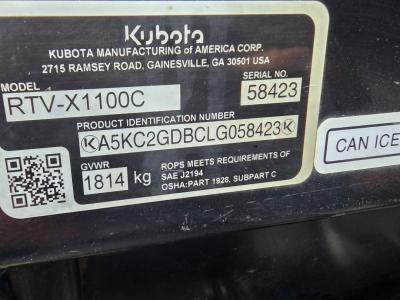 Kubota
KUBOTA MANUFACTURING of AMERICA CORP.
2715 RAMSEY ROAD, GAINESVILLE, GA 30501 USA
MODEL
RTV-X1100C
SERIAL NO.
58423
PRODUCT IDENTIFICATION NUMBER
KA5KC2GDBCLG058423K
GVWR
1814 kg
ROPS MEETS REQUIREMENTS OF
SAE J2194
OSHA:PART 1928, SUBPART C
CAN ICE